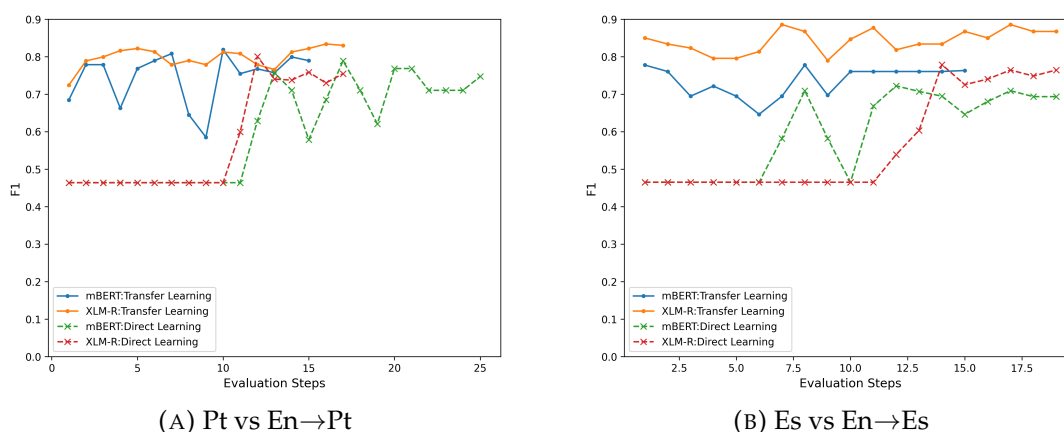 0.9
0.8
0.7
0.6
0.5
0.4
0.3
0.2
0.1
0.0
F1
mBERT:Transfer Learning
XLM-R:Transfer Learning
mBERT:Direct Learning
XLM-R:Direct Learning
0 5 10 15 20 25
Evaluation Steps
(A) Pt vs En→Pt
0.9
0.8
0.7
0.6
0.5
0.4
0.3
0.2
0.1
0.0
F1
mBERT:Transfer Learning
XLM-R:Transfer Learning
mBERT:Direct Learning
XLM-R:Direct Learning
2.5 5.0 7.5 10.0 12.5 15.0 17.5
Evaluation Steps
(B) Es vs En→Es